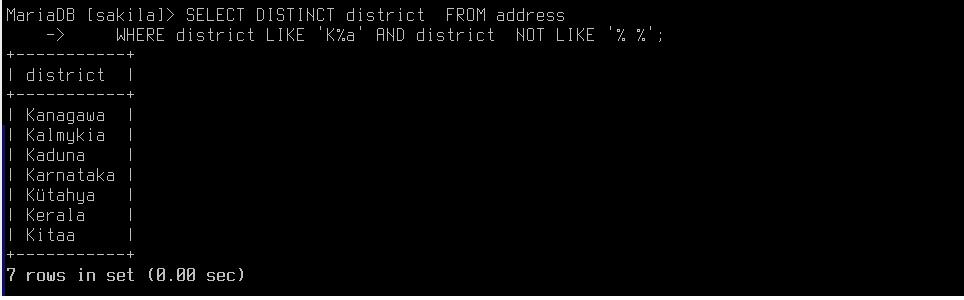 MariaDB [sakila]> SELECT DISTINCT district  FROM address
    ->     WHERE district LIKE 'K%a' AND district  NOT LIKE '% %';
+-----------+
| district  |
+-----------+
| Kanagawa  |
| Kalmykia  |
| Kaduna    |
| Karnataka |
| Kütahya   |
| Kerala    |
| Kitaa     |
+-----------+
7 rows in set (0.00 sec)